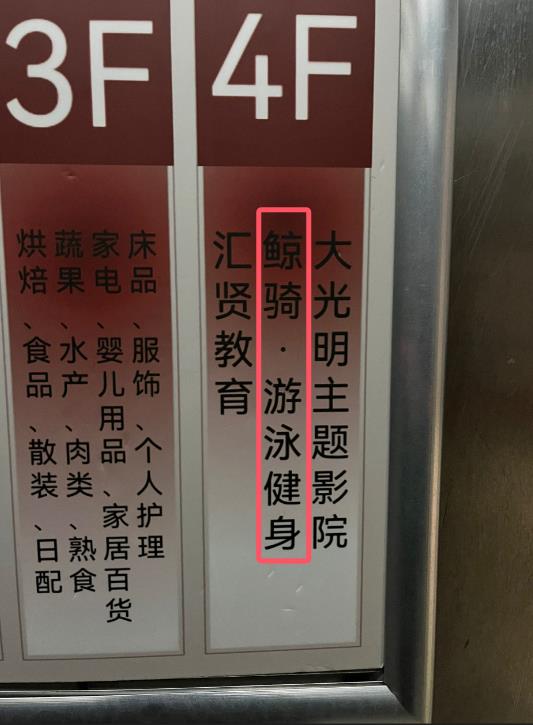 3F
床品、服饰、个人护理
家电、婴儿用品、家居百货
蔬果、水产、肉类、熟食
烘焙、食品、散装、日配
4F
大光明主题影院
鲸骑·游泳健身
汇贤教育